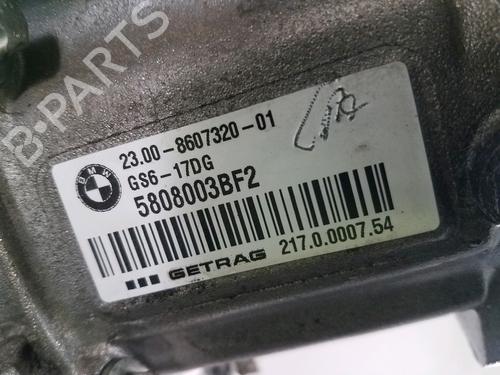 B-PARTS
BMW
23.00-8607320-01
GS6-17DG
5808003BF2
GETRAG 217.0.0007.54